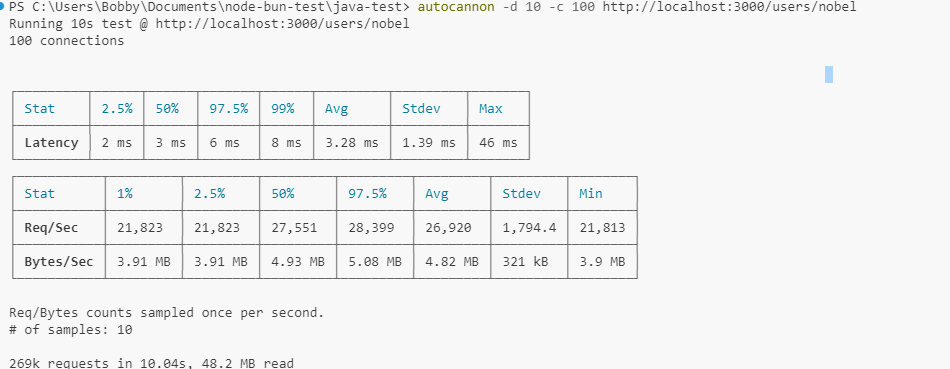 PS C:\Users\Bobby\Documents\node-bun-test\java-test> autocannon -d 10 -c 100 http://localhost:3000/users/nobel
Running 10s test @ http://localhost:3000/users/nobel
100 connections
Stat 2.5% 50% 97.5% 99% Avg Stdev Max
Latency 2 ms 3 ms 6 ms 8 ms 3.28 ms 1.39 ms 46 ms
Stat 1% 2.5% 50% 97.5% Avg Stdev Min
Req/Sec 21,823 21,823 27,551 28,399 26,920 1,794.4 21,813
Bytes/Sec 3.91 MB 3.91 MB 4.93 MB 5.08 MB 4.82 MB 321 kB 3.9 MB
Req/Bytes counts sampled once per second.
# of samples: 10
269k requests in 10.04s, 48.2 MB read